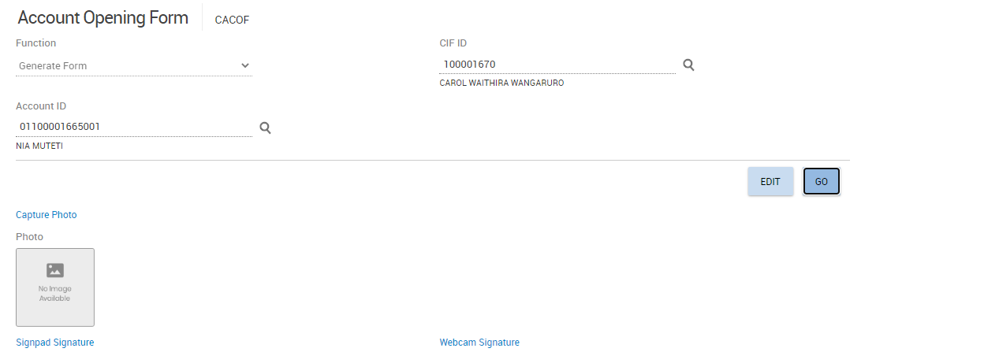 Account Opening Form CACOF
Function
CIF ID
Generate Form
100001670
CAROL WAITHIRA WANGARURO
Account ID
01100001665001
NIA MUTETI
EDIT GO
Capture Photo
Photo
No Image
Available
Signpad Signature
Webcam Signature